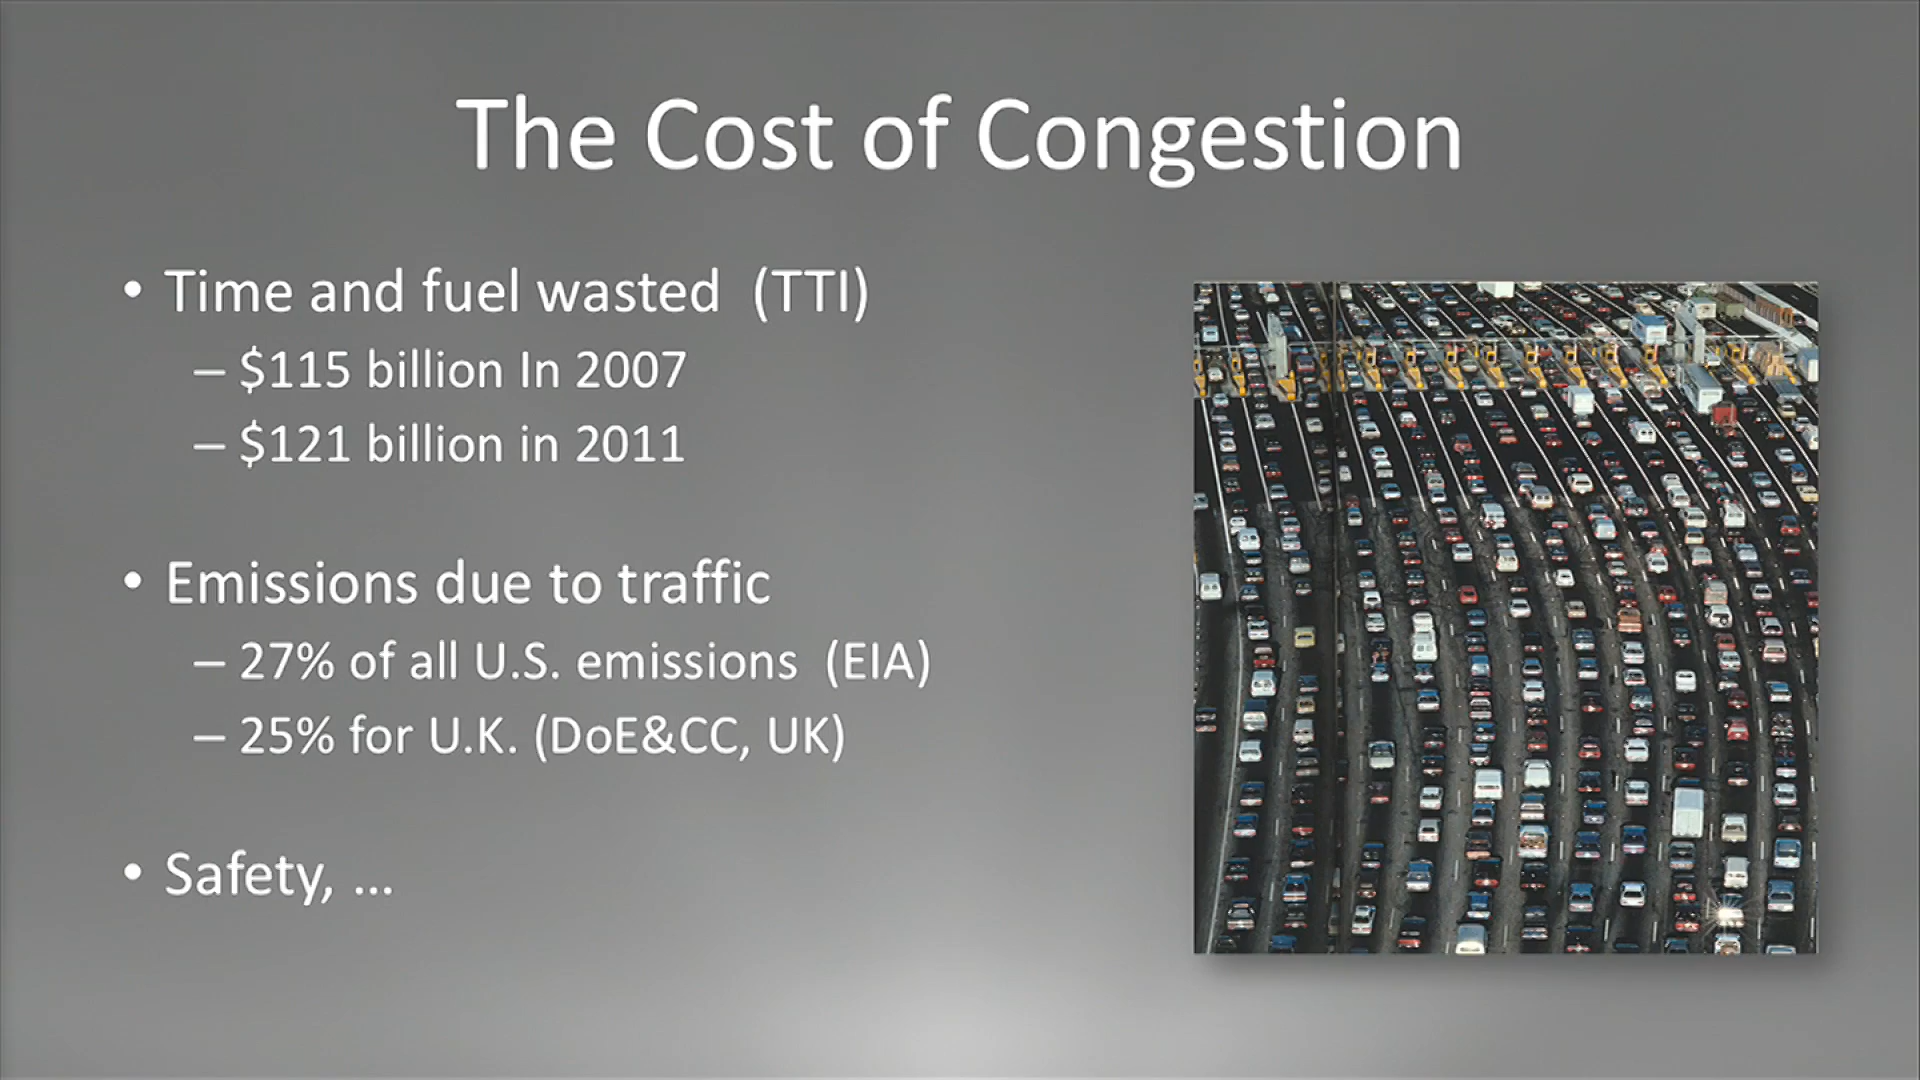 The Cost of Congestion
• Time and fuel wasted (TTI)
– $115 billion In 2007
– $121 billion in 2011
• Emissions due to traffic
– 27% of all U.S. emissions (EIA)
– 25% for U.K. (DoE&CC, UK)
• Safety, ...